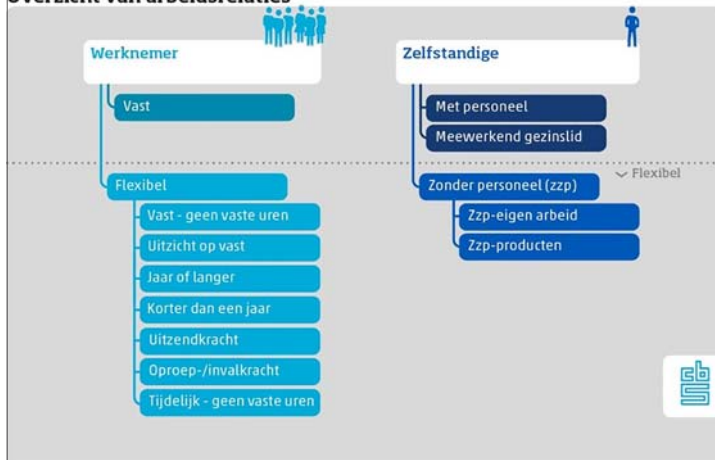 Overzicht van arbeidsrelaties
Werknemer
Vast
Flexibel
Vast - geen vaste uren
Uitzicht op vast
Jaar of langer
Korter dan een jaar
Uitzendkracht
Oproep-/invalkracht
Tijdelijk - geen vaste uren
Zelfstandige
Met personeel
Meewerkend gezinslid
Flexibel
Zonder personeel (zzp)
Zzp-eigen arbeid
Zzp-producten
cbs